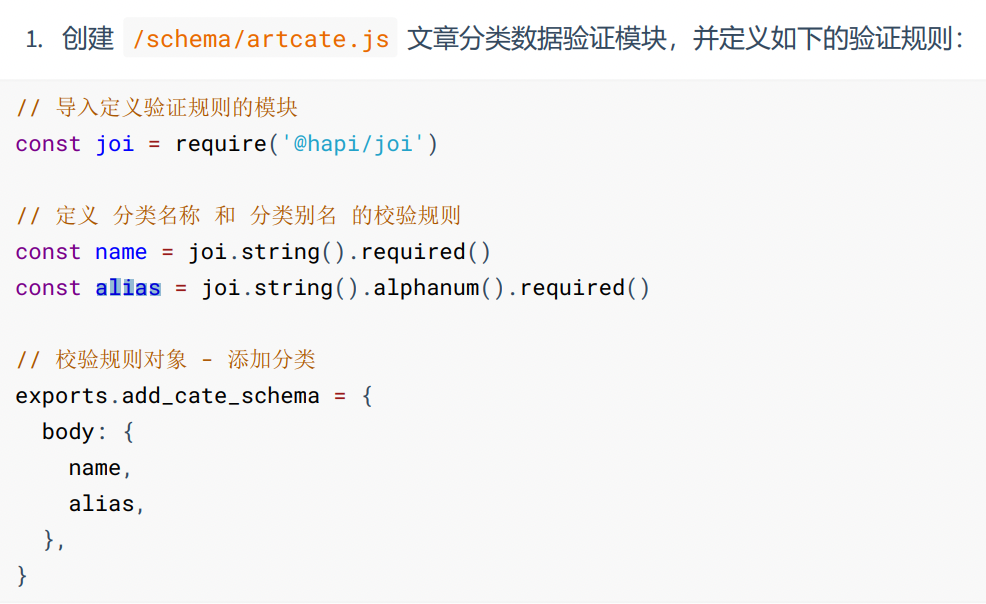 1. 创建 /schema/artcate.js 文章分类数据验证模块，并定义如下的验证规则：
// 导入定义验证规则的模块
const joi = require('@hapi/joi')
// 定义 分类名称 和 分类别名 的校验规则
const name = joi.string().required()
const alias = joi.string().alphanum().required()
// 校验规则对象 - 添加分类
exports.add_cate_schema = {
  body: {
    name,
    alias,
  },
}